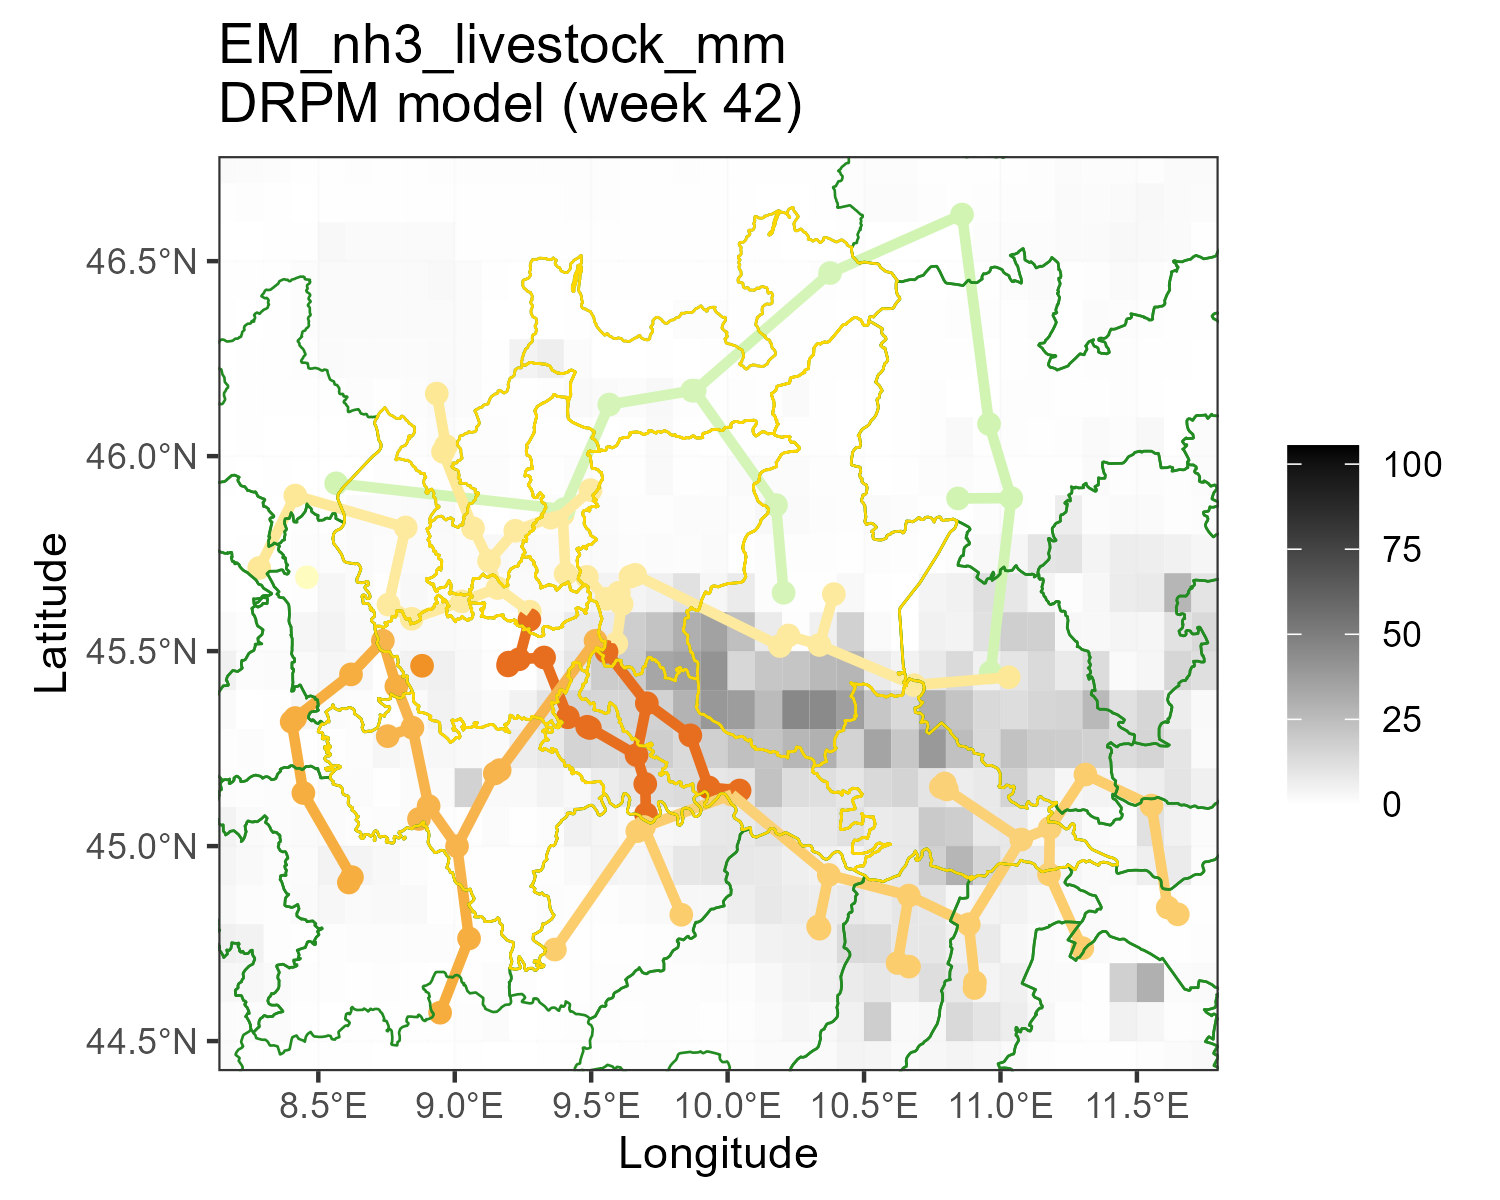 EM_nh3_livestock_mm
DRPM model (week 42)
46.5°N
46.0°N
45.5°N
45.0°N
44.5°N
Latitude
8.5°E
9.0°E
9.5°E
10.0°E
10.5°E
11.0°E
11.5°E
Longitude
100
75
50
25
0